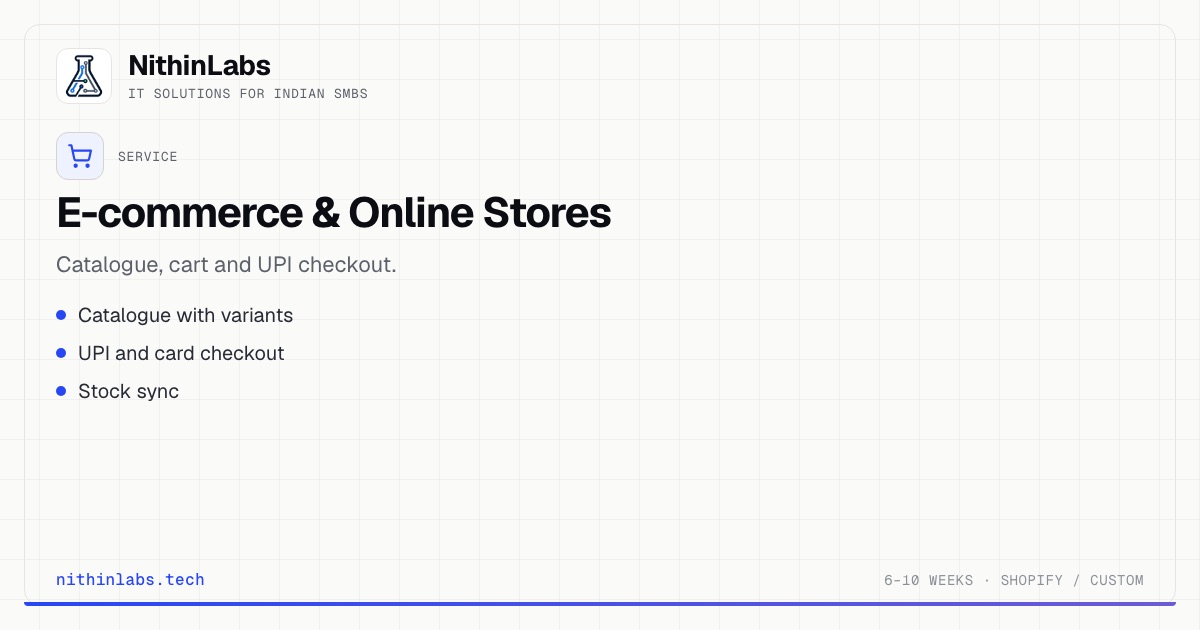 NithinLabs
IT SOLUTIONS FOR INDIAN SMBS
SERVICE
E-commerce & Online Stores
Catalogue, cart and UPI checkout.
Catalogue with variants
UPI and card checkout
Stock sync
nithinlabs.tech
6–10 WEEKS · SHOPIFY / CUSTOM